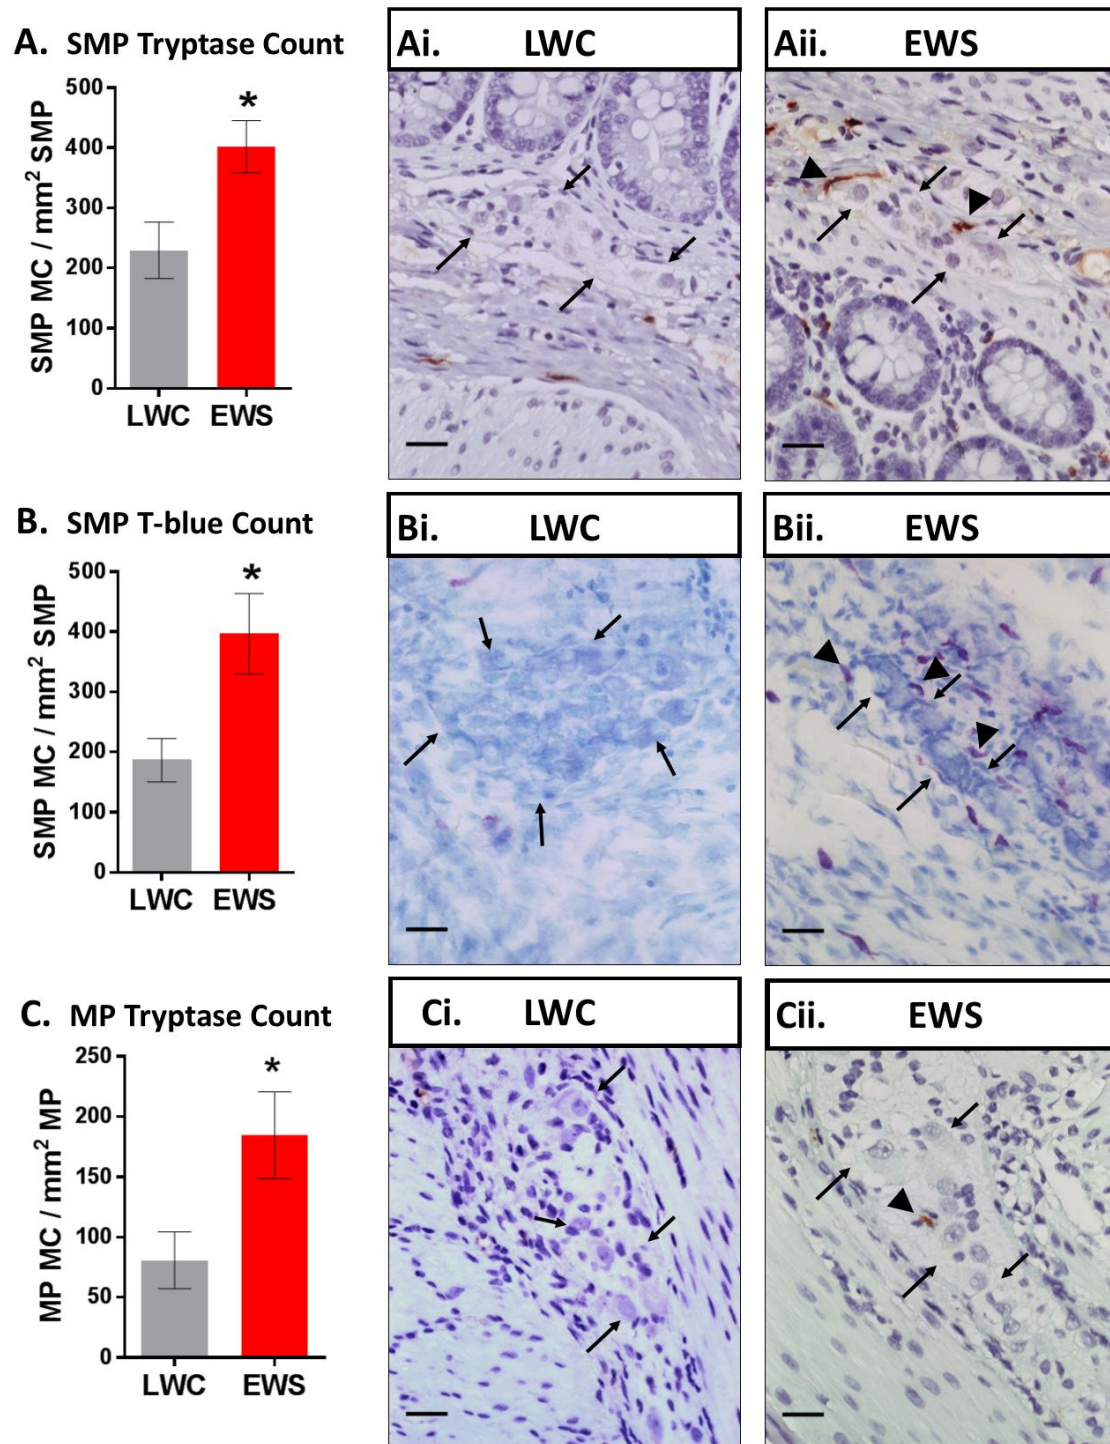 A. SMP Tryptase Count
SMP MC / mm² SMP
500
400
300
200
100
0
*
LWC EWS
Ai. LWC
Aii. EWS
B. SMP T-blue Count
SMP MC / mm² SMP
500
400
300
200
100
0
*
LWC EWS
Bi. LWC
Bii. EWS
C. MP Tryptase Count
MP MC / mm² MP
250
200
150
100
50
0
*
LWC EWS
Ci. LWC
Cii. EWS